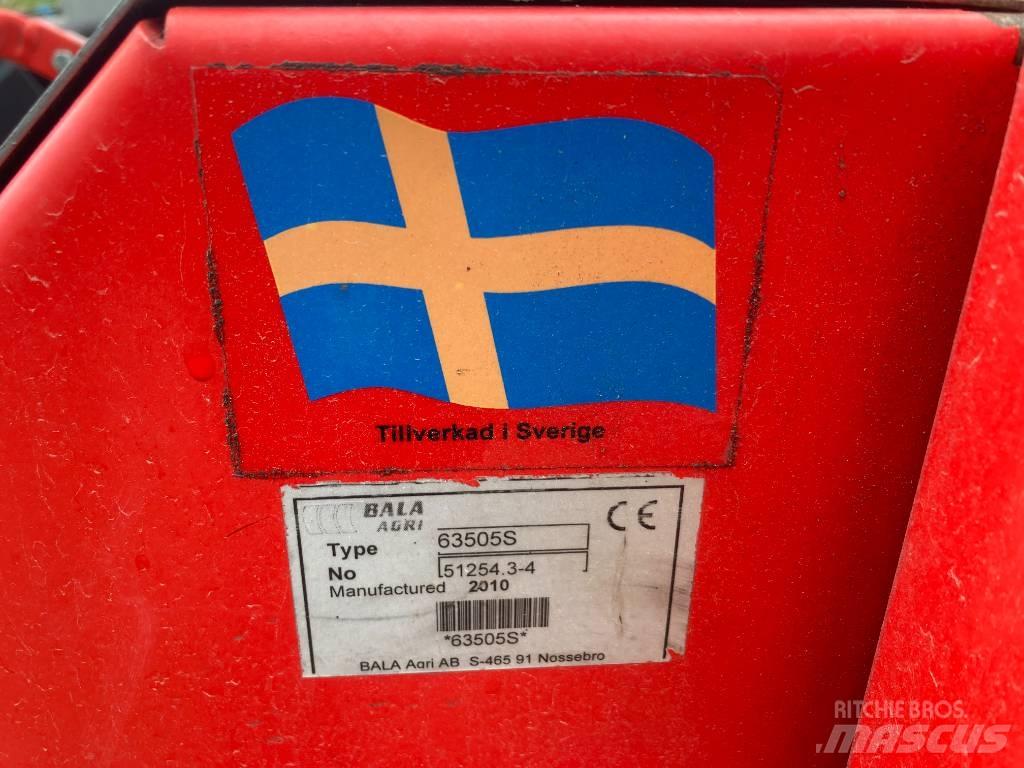 Tillverkad i Sverige
BALA
AGRI
CE
Type 63505S
No 51254.3-4
Manufactured 2010
*63505S*
BALA Agri AB S-465 91 Nossebro
RITCHIE BROS.
MASCUS